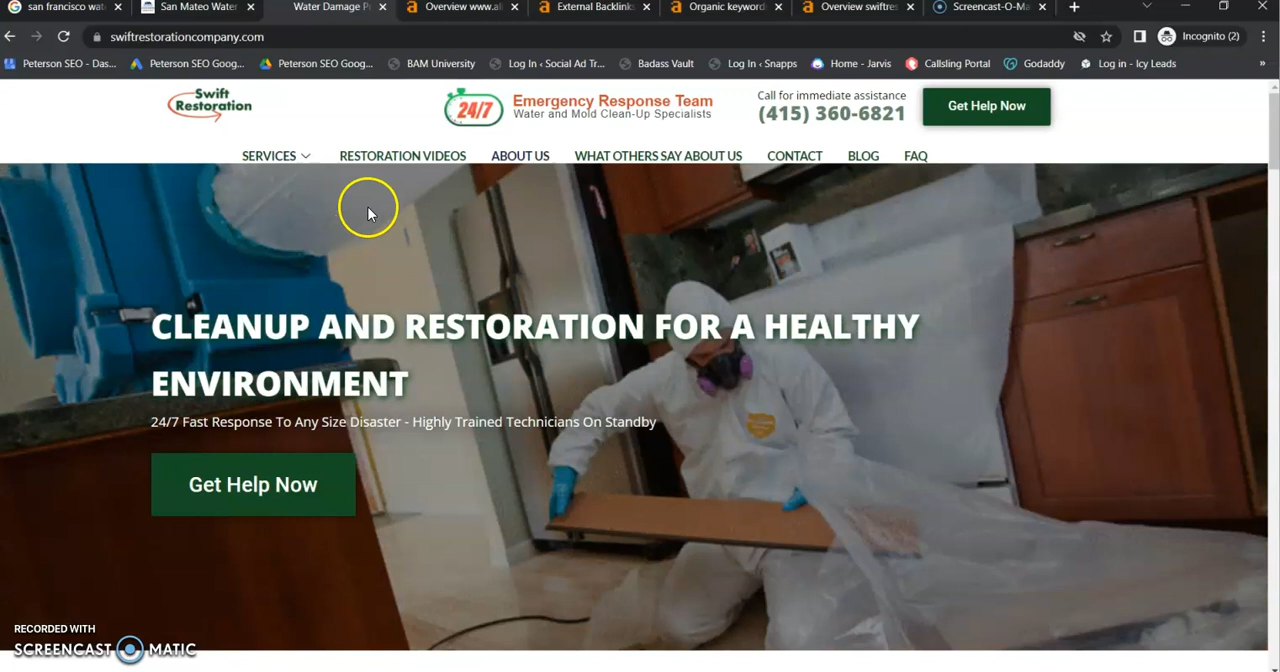 san francisco wat
San Mateo Water
Water Damage P
Overview www.al
External Backlinks
Organic keyword
Overview swiftres
Screencast-O-Ma
swiftrestorationcompany.com
Incognito (2)
Peterson SEO - Das...
Peterson SEO Goog...
Peterson SEO Goog...
BAM University
Log In ‹ Social Ad Tr...
Badass Vault
Log In ‹ Snapps
Home - Jarvis
Callsling Portal
Godaddy
Log in - Icy Leads
Swift
Restoration
24/7
Emergency Response Team
Water and Mold Clean-Up Specialists
Call for immediate assistance
(415) 360-6821
Get Help Now
SERVICES
RESTORATION VIDEOS
ABOUT US
WHAT OTHERS SAY ABOUT US
CONTACT
BLOG
FAQ
CLEANUP AND RESTORATION FOR A HEALTHY
ENVIRONMENT
24/7 Fast Response To Any Size Disaster - Highly Trained Technicians On Standby
Get Help Now
RECORDED WITH
SCREENCAST MATIC